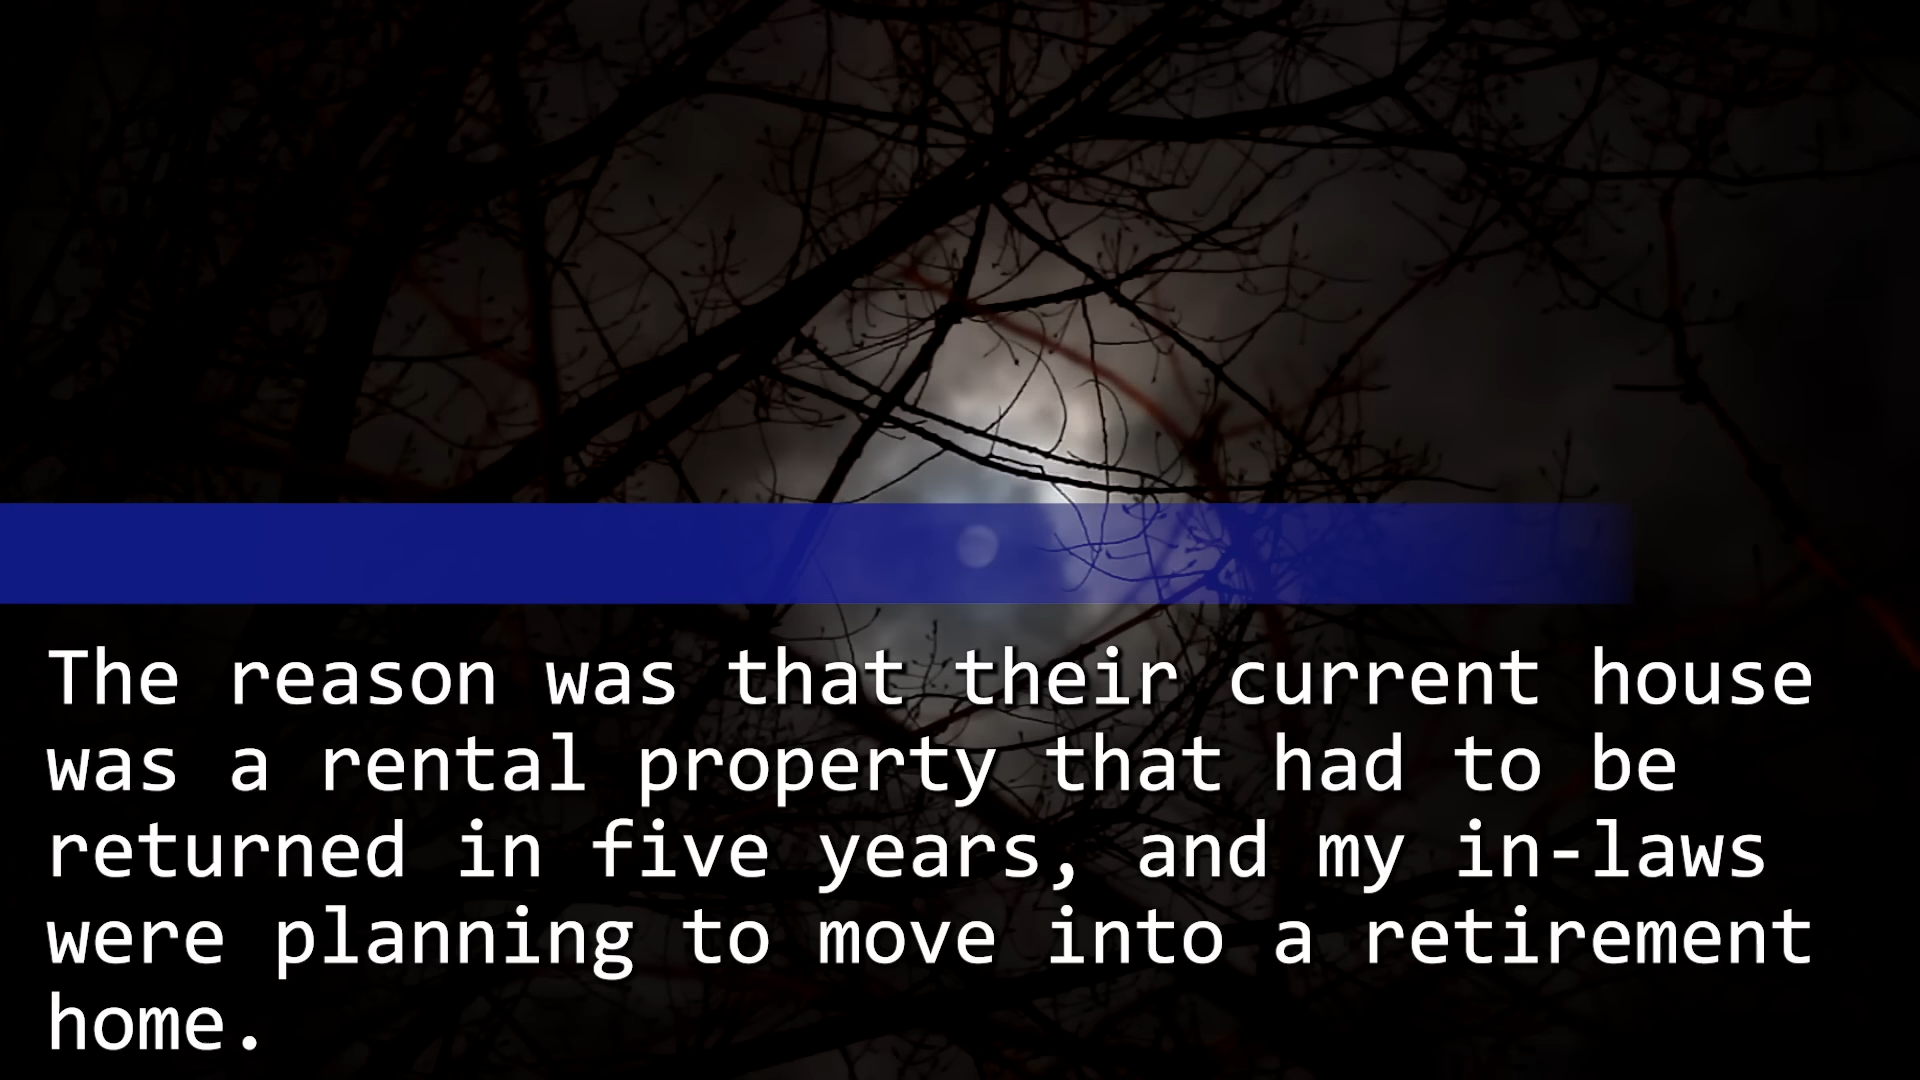 The reason was that their current house
was a rental property that had to be
returned in five years, and my in-laws
were planning to move into a retirement
home.